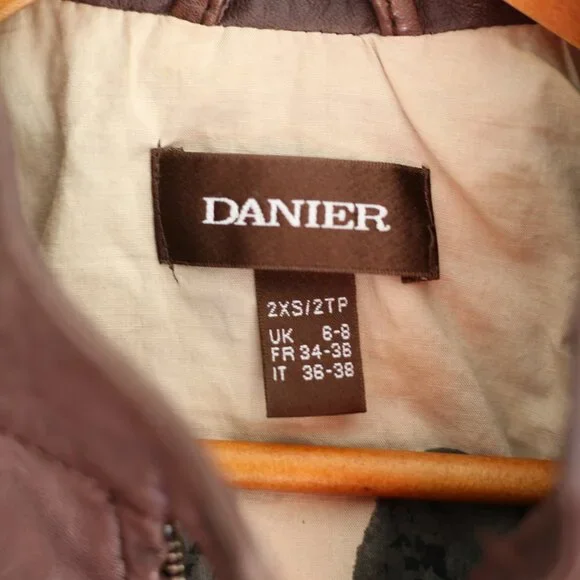 DANIER
2XS/2TP
UK 6-8
FR 34-36
IT 36-38